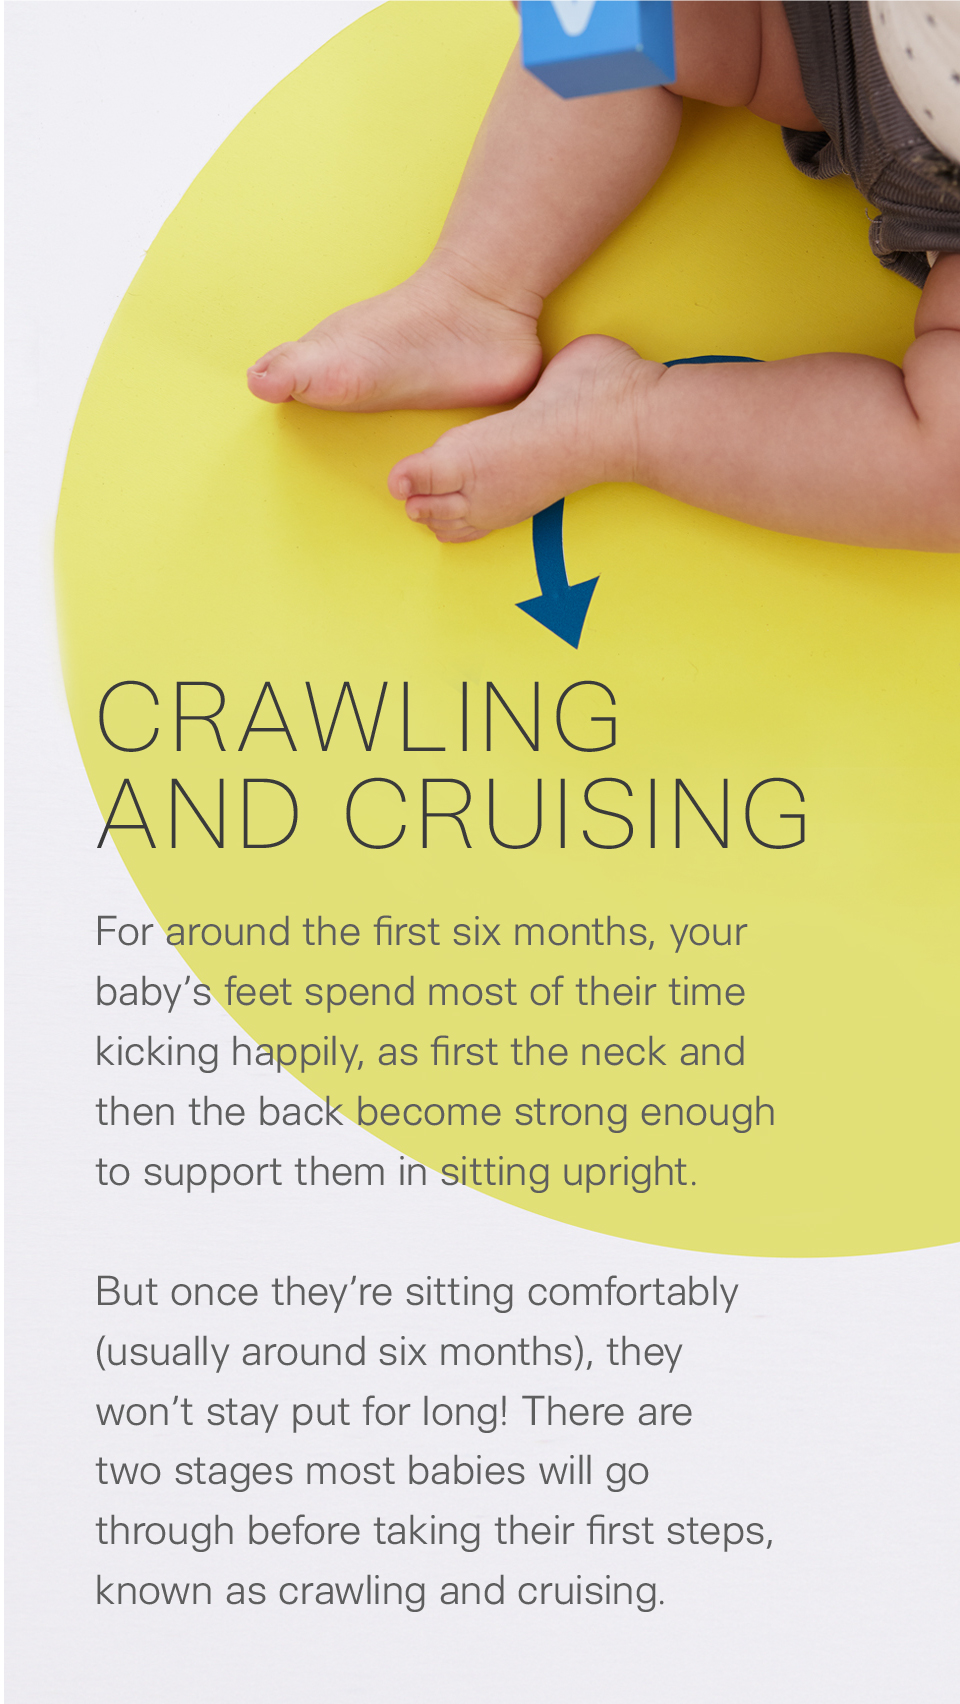 CRAWLING
AND CRUISING
For around the first six months, your
baby’s feet spend most of their time
kicking happily, as first the neck and
then the back become strong enough
to support them in sitting upright.
But once they’re sitting comfortably
(usually around six months), they
won’t stay put for long! There are
two stages most babies will go
through before taking their first steps,
known as crawling and cruising.